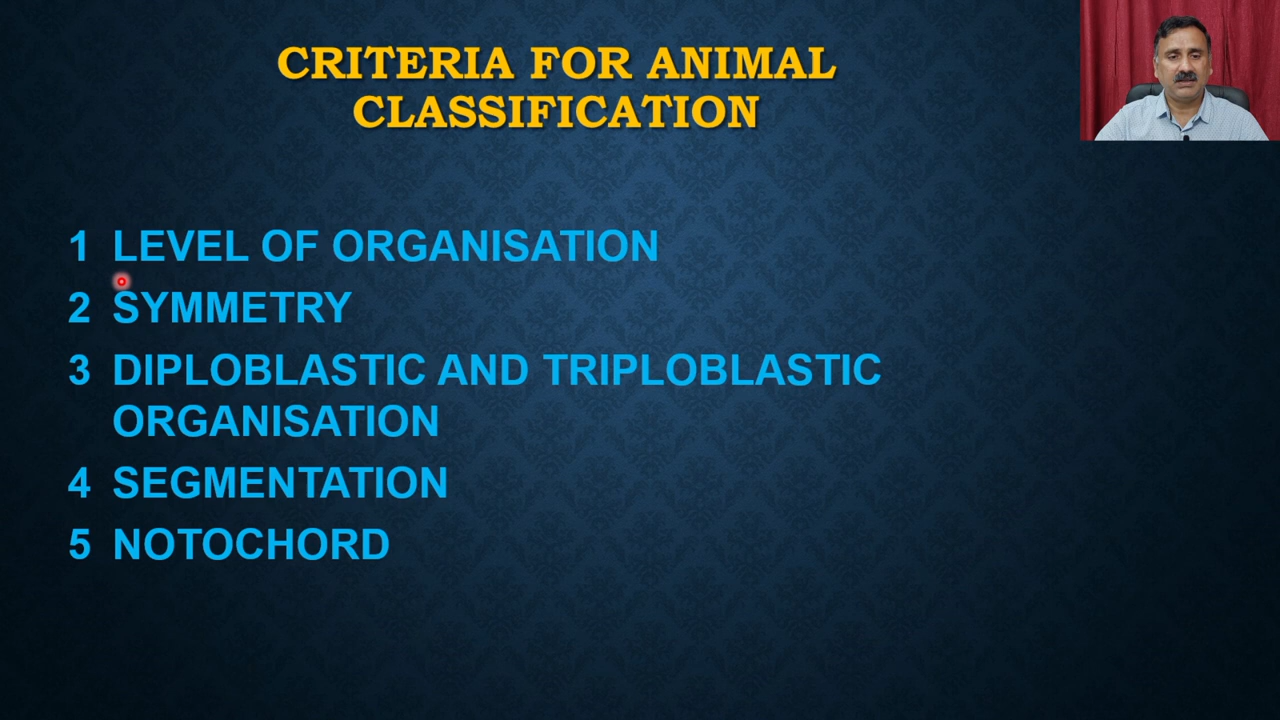 CRITERIA FOR ANIMAL
CLASSIFICATION
1 LEVEL OF ORGANISATION
2 SYMMETRY
3 DIPLOBLASTIC AND TRIPLOBLASTIC
ORGANISATION
4 SEGMENTATION
5 NOTOCHORD